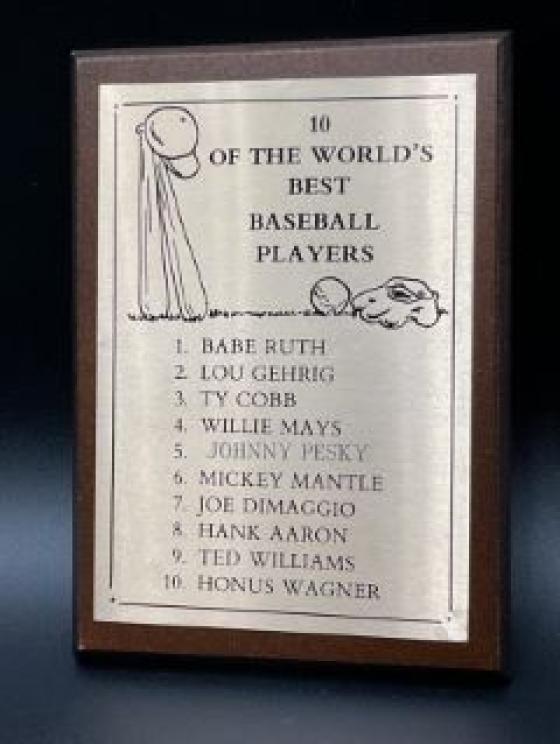 10
OF THE WORLD'S
BEST
BASEBALL
PLAYERS
1. BABE RUTH
2. LOU GEHRIG
3. TY COBB
4. WILLIE MAYS
5. JOHNNY PESKY
6. MICKEY MANTLE
7. JOE DIMAGGIO
8. HANK AARON
9. TED WILLIAMS
10. HONUS WAGNER